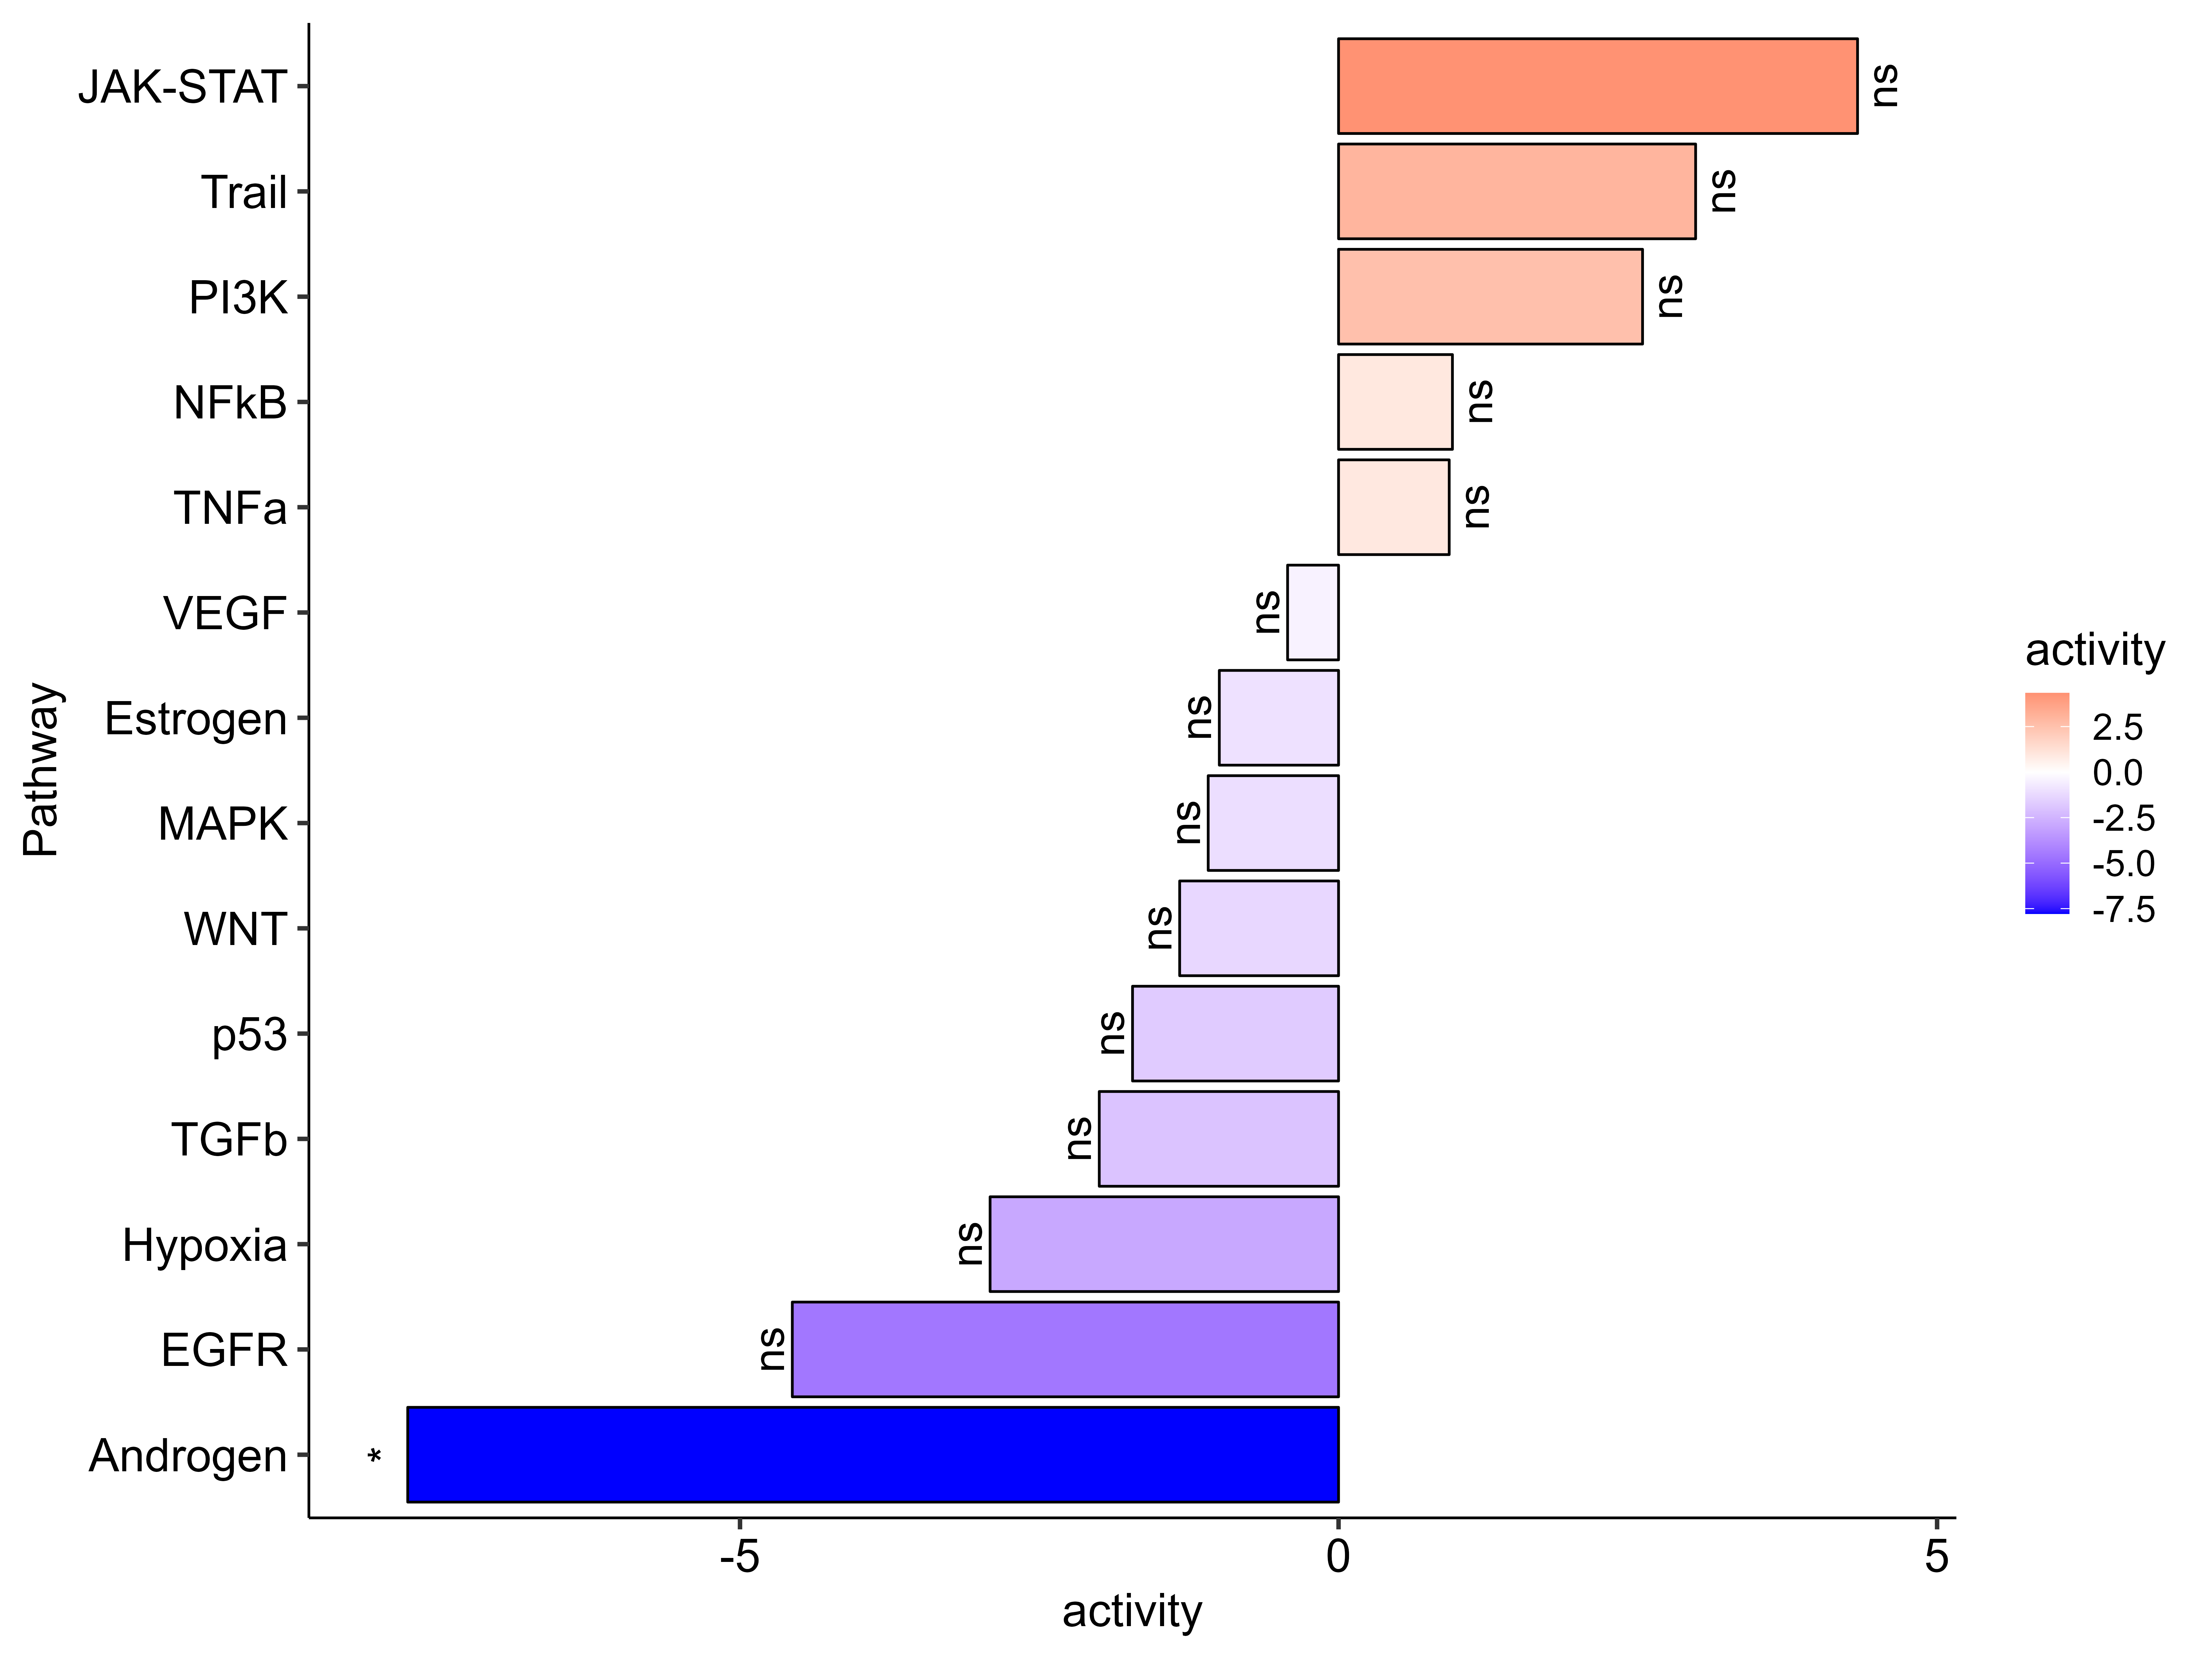 JAK-STAT
ns
Trail
ns
PI3K
ns
NFkB
ns
TNFa
ns
VEGF
ns
Estrogen
ns
MAPK
ns
WNT
ns
p53
ns
TGFb
ns
Hypoxia
ns
EGFR
ns
Androgen
*
Pathway
-5
0
5
activity
activity
2.5
0.0
-2.5
-5.0
-7.5